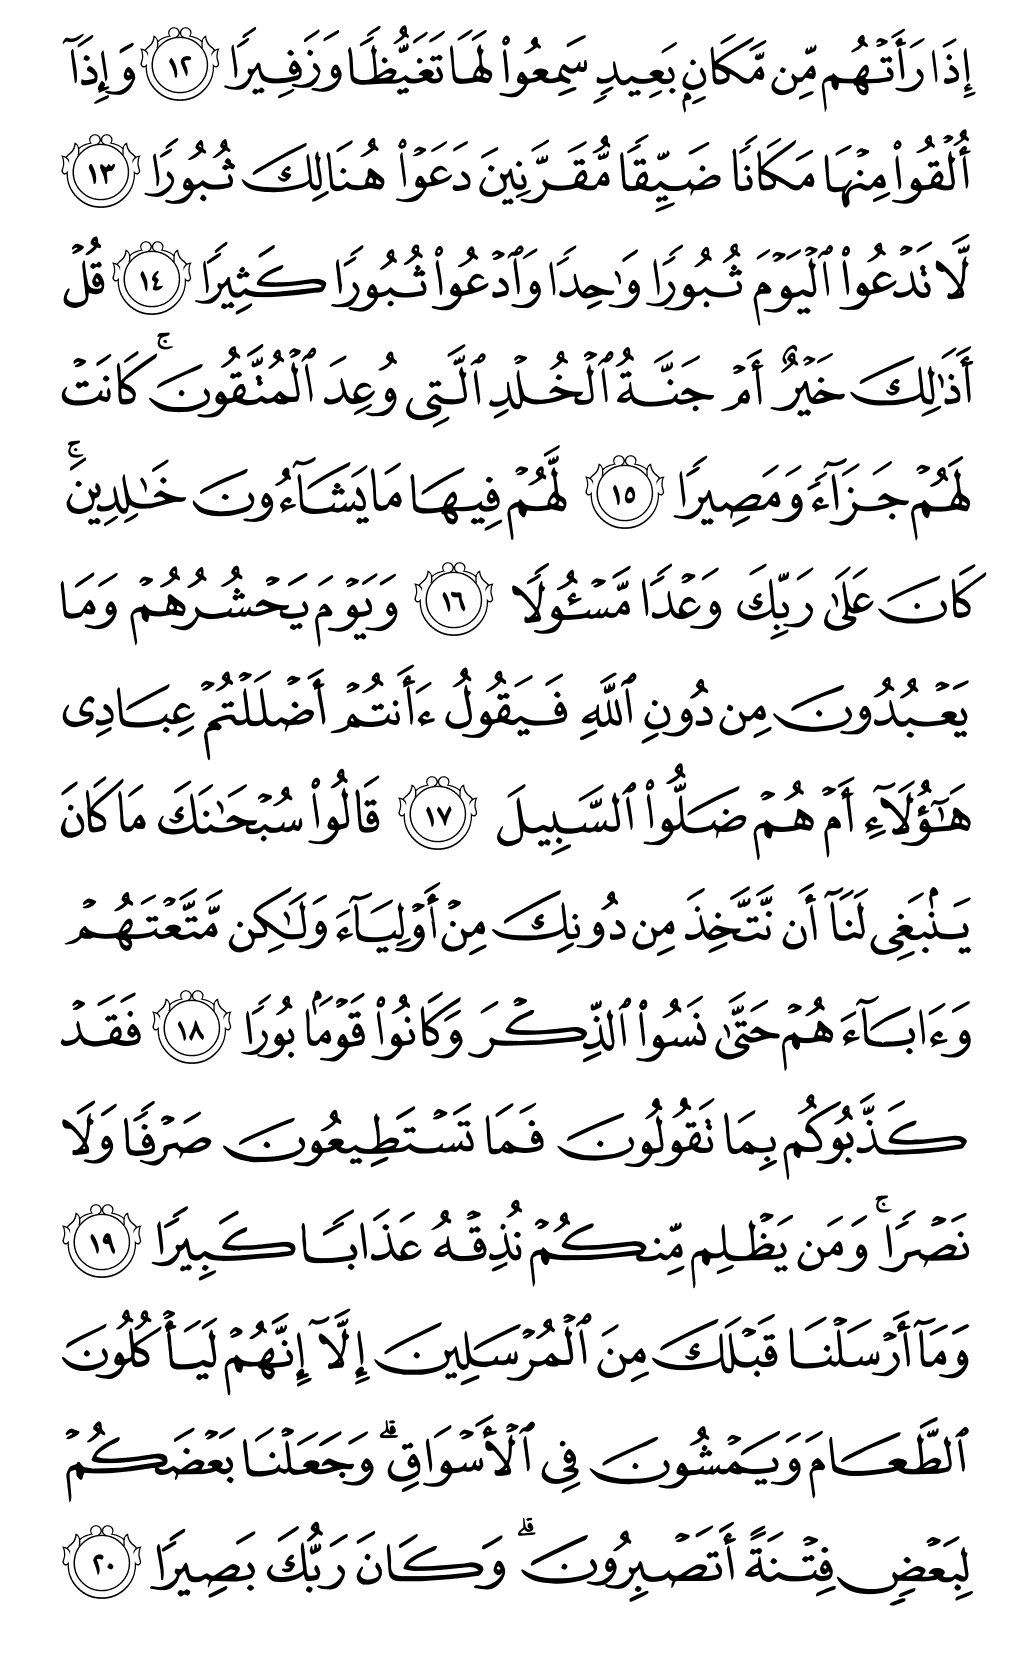 إِذَا رَأَتْهُم مِّن مَّكَانٍۭ بَعِيدٍ سَمِعُوا۟ لَهَا تَغَيُّظًا وَزَفِيرًا ١٢ وَإِذَآ
أُلْقُوا۟ مِنْهَا مَكَانًا ضَيِّقًا مُّقَرَّنِينَ دَعَوْا۟ هُنَالِكَ ثُبُورًا ١٣
لَّا تَدْعُوا۟ ٱلْيَوْمَ ثُبُورًا وَٰحِدًا وَٱدْعُوا۟ ثُبُورًا كَثِيرًا ١٤ قُلْ
أَذَٰلِكَ خَيْرٌ أَمْ جَنَّةُ ٱلْخُلْدِ ٱلَّتِى وُعِدَ ٱلْمُتَّقُونَ ۚ كَانَتْ
لَهُمْ جَزَآءً وَمَصِيرًا ١٥ لَّهُمْ فِيهَا مَا يَشَآءُونَ خَٰلِدِينَ ۚ
كَانَ عَلَىٰ رَبِّكَ وَعْدًا مَّسْـُٔولًا ١٦ وَيَوْمَ يَحْشُرُهُمْ وَمَا
يَعْبُدُونَ مِن دُونِ ٱللَّهِ فَيَقُولُ ءَأَنتُمْ أَضْلَلْتُمْ عِبَادِى
هَٰٓؤُلَآءِ أَمْ هُمْ ضَلُّوا۟ ٱلسَّبِيلَ ١٧ قَالُوا۟ سُبْحَٰنَكَ مَا كَانَ
يَنۢبَغِى لَنَآ أَن نَّتَّخِذَ مِن دُونِكَ مِنْ أَوْلِيَآءَ وَلَٰكِن مَّتَّعْتَهُمْ
وَءَابَآءَهُمْ حَتَّىٰ نَسُوا۟ ٱلذِّكْرَ وَكَانُوا۟ قَوْمًۢا بُورًا ١٨ فَقَدْ
كَذَّبُوكُم بِمَا تَقُولُونَ فَمَا تَسْتَطِيعُونَ صَرْفًا وَلَا
نَصْرًا ۚ وَمَن يَظْلِم مِّنكُمْ نُذِقْهُ عَذَابًا كَبِيرًا ١٩
وَمَآ أَرْسَلْنَا قَبْلَكَ مِنَ ٱلْمُرْسَلِينَ إِلَّآ إِنَّهُمْ لَيَأْكُلُونَ
ٱلطَّعَامَ وَيَمْشُونَ فِى ٱلْأَسْوَاقِ ۗ وَجَعَلْنَا بَعْضَكُمْ
لِبَعْضٍ فِتْنَةً أَتَصْبِرُونَ ۗ وَكَانَ رَبُّكَ بَصِيرًا ٢٠